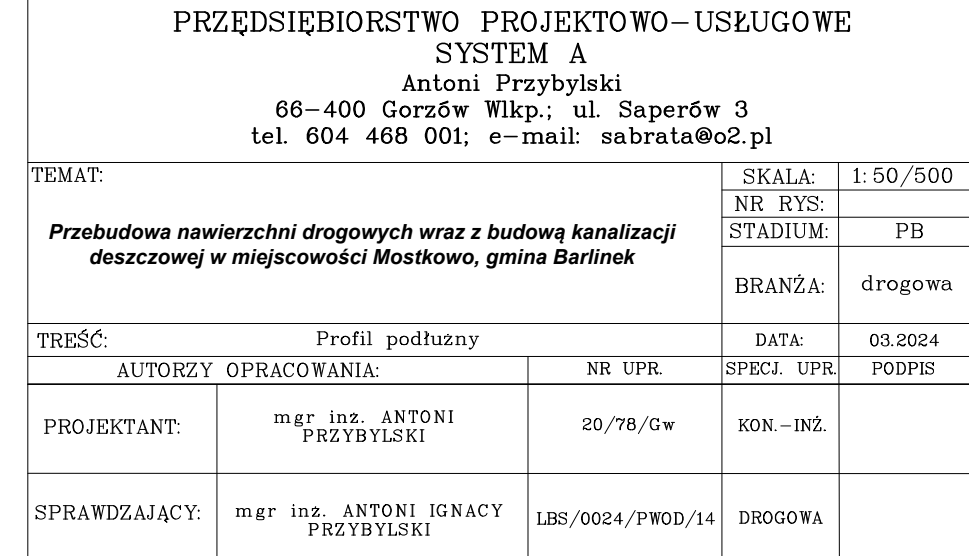 PRZĘDSIĘBIORSTWO PROJEKTOWO-USŁUGOWE
SYSTEM A
Antoni Przybylski
66-400 Gorzów Wlkp.; ul. Saperów 3
tel. 604 468 001; e-mail: sabrata@o2.pl
TEMAT:
Przebudowa nawierzchni drogowych wraz z budową kanalizacji
deszczowej w miejscowości Mostkowo, gmina Barlinek
SKALA: 1:50/500
NR RYS:
STADIUM: PB
BRANŻA: drogowa
TREŚĆ: Profil podłużny DATA: 03.2024
AUTORZY OPRACOWANIA: NR UPR. SPECJ. UPR. PODPIS
PROJEKTANT: mgr inż. ANTONI
PRZYBYLSKI 20/78/Gw KON.-INŻ.
SPRAWDZAJĄCY: mgr inż. ANTONI IGNACY
PRZYBYLSKI LBS/0024/PWOD/14 DROGOWA